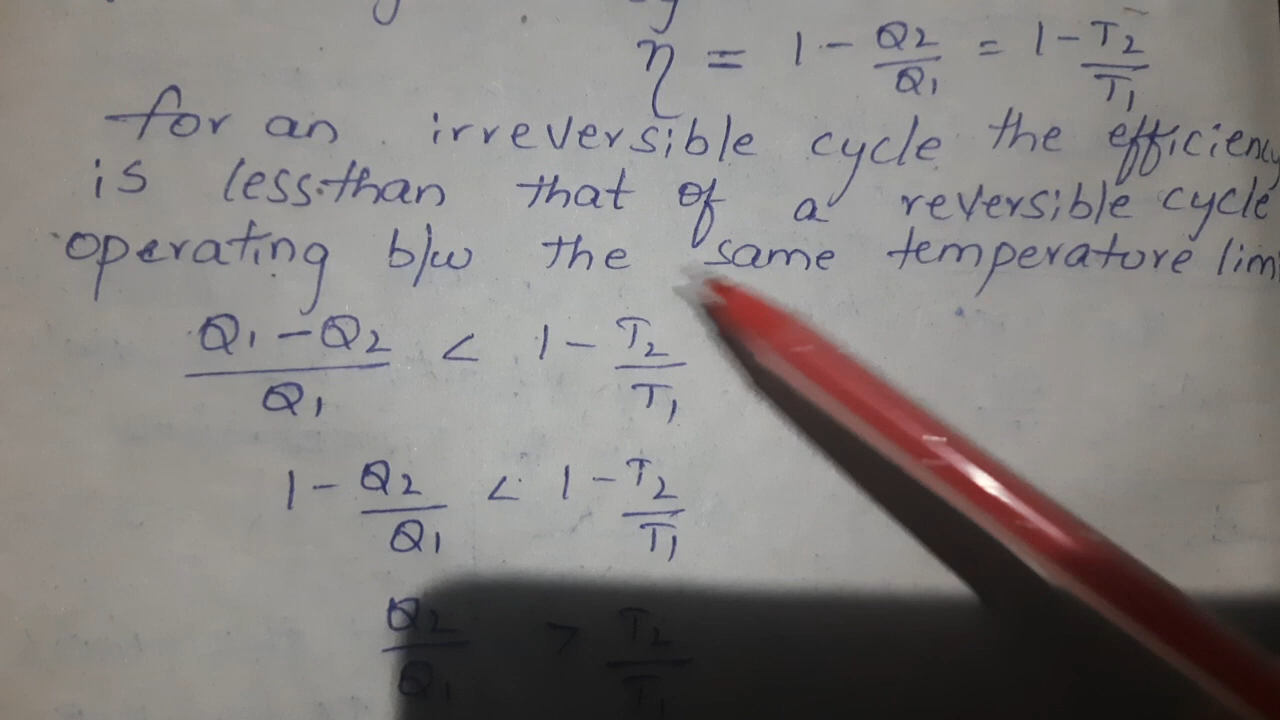 η = 1 - Q2/Q1 = 1 - T2/T1
for an irreversible cycle the efficiency
is less than that of a reversible cycle
operating b/w the same temperature lim
Q1 - Q2/Q1 < 1 - T2/T1
1 - Q2/Q1 < 1 - T2/T1
Q2/Q1 > T2/T1